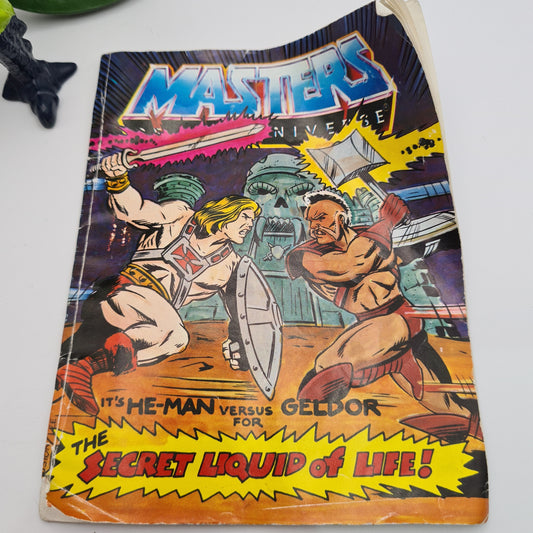 MASTERS
UNIVERSE®
IT'S HE-MAN VERSUS GELDOR
FOR
THE
SECRET LIQUID of LIFE!